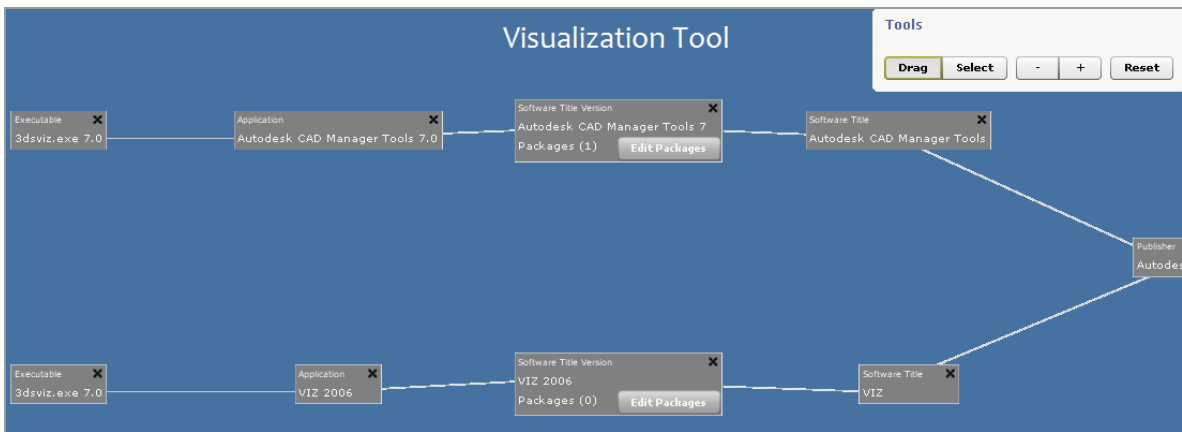 Visualization Tool
Tools
Drag Select - + Reset
Executable
3dsviz.exe 7.0
Application
Autodesk CAD Manager Tools 7.0
Software Title Version
Autodesk CAD Manager Tools 7
Packages (1) Edit Packages
Software Title
Autodesk CAD Manager Tools
Publisher
Autodes
Executable
3dsviz.exe 7.0
Application
VIZ 2006
Software Title Version
VIZ 2006
Packages (0) Edit Packages
Software Title
VIZ